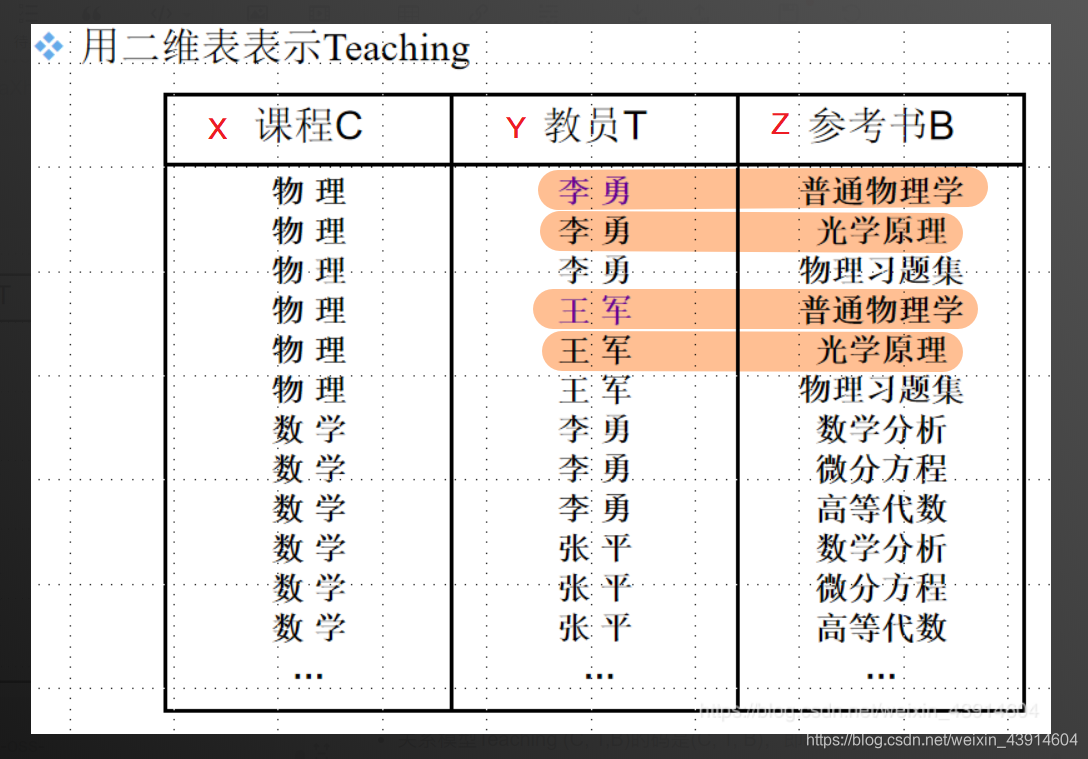 用二维表表示Teaching
X 课程C Y 教员T Z 参考书B
物 理 李 勇 普通物理学
物 理 李 勇 光学原理
物 理 李 勇 物理习题集
物 理 王 军 普通物理学
物 理 王 军 光学原理
物 理 王 军 物理习题集
数 学 李 勇 数学分析
数 学 李 勇 微分方程
数 学 李 勇 高等代数
数 学 张 平 数学分析
数 学 张 平 微分方程
数 学 张 平 高等代数
... ... ...
https://blog.csdn.net/weixin_43914604
https://blog.csdn.net/weixin_43914604